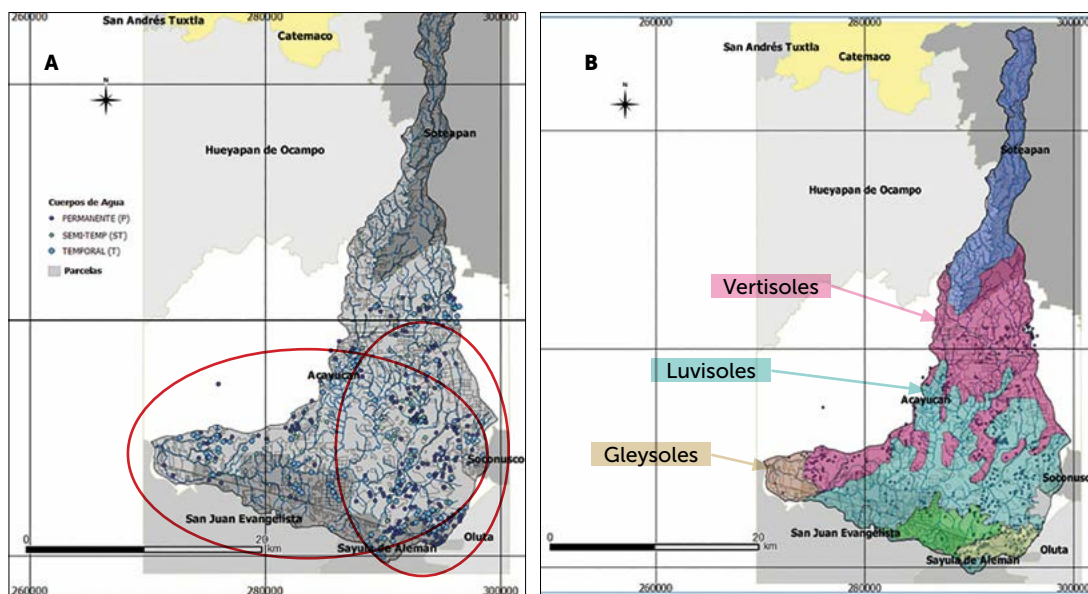 260000
280000
300000
San Andrés Tuxtla
Catemaco
A
N
Soteapan
Hueyapan de Ocampo
Cuerpos de Agua
PERMANENTE (P)
SEMI-TEMP (ST)
TEMPORAL (T)
Parcelas
Acayucan
Soconusco
San Juan Evangelista
Oluta
Sayula de Alemán
0
20
km
260000
280000
300000
260000
280000
300000
B
San Andrés Tuxtla
Catemaco
N
Soteapan
Hueyapan de Ocampo
Vertisoles
Luvisoles
Acayucan
Gleysoles
Soconusc
San Juan Evangelista
Oluta
Sayula de Alemán
0
20
km
260000
280000
300000